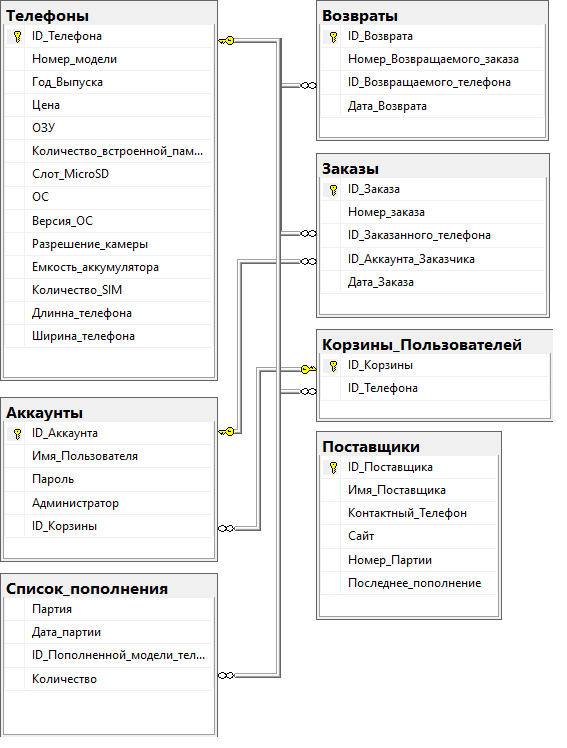 Телефоны
ID_Телефона
Номер_модели
Год_Выпуска
Цена
ОЗУ
Количество_встроенной_пам...
Слот_MicroSD
ОС
Версия_ОС
Разрешение_камеры
Емкость_аккумулятора
Количество_SIM
Длинна_телефона
Ширина_телефона
Аккаунты
ID_Аккаунта
Имя_Пользователя
Пароль
Администратор
ID_Корзины
Список_пополнения
Партия
Дата_партии
ID_Пополненной_модели_тел...
Количество
Возвраты
ID_Возврата
Номер_Возвращаемого_заказа
ID_Возвращаемого_телефона
Дата_Возврата
Заказы
ID_Заказа
Номер_заказа
ID_Заказанного_телефона
ID_Аккаунта_Заказчика
Дата_Заказа
Корзины_Пользователей
ID_Корзины
ID_Телефона
Поставщики
ID_Поставщика
Имя_Поставщика
Контактный_Телефон
Сайт
Номер_Партии
Последнее_пополнение